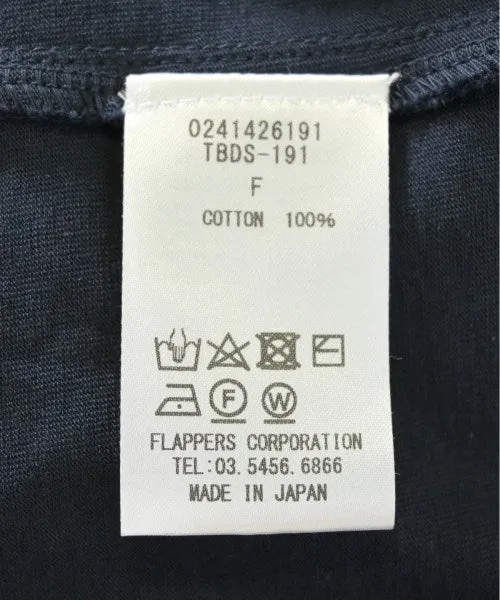 0241426191
TBDS-191
F
COTTON 100%
F W
FLAPPERS CORPORATION
TEL:03.5456.6866
MADE IN JAPAN